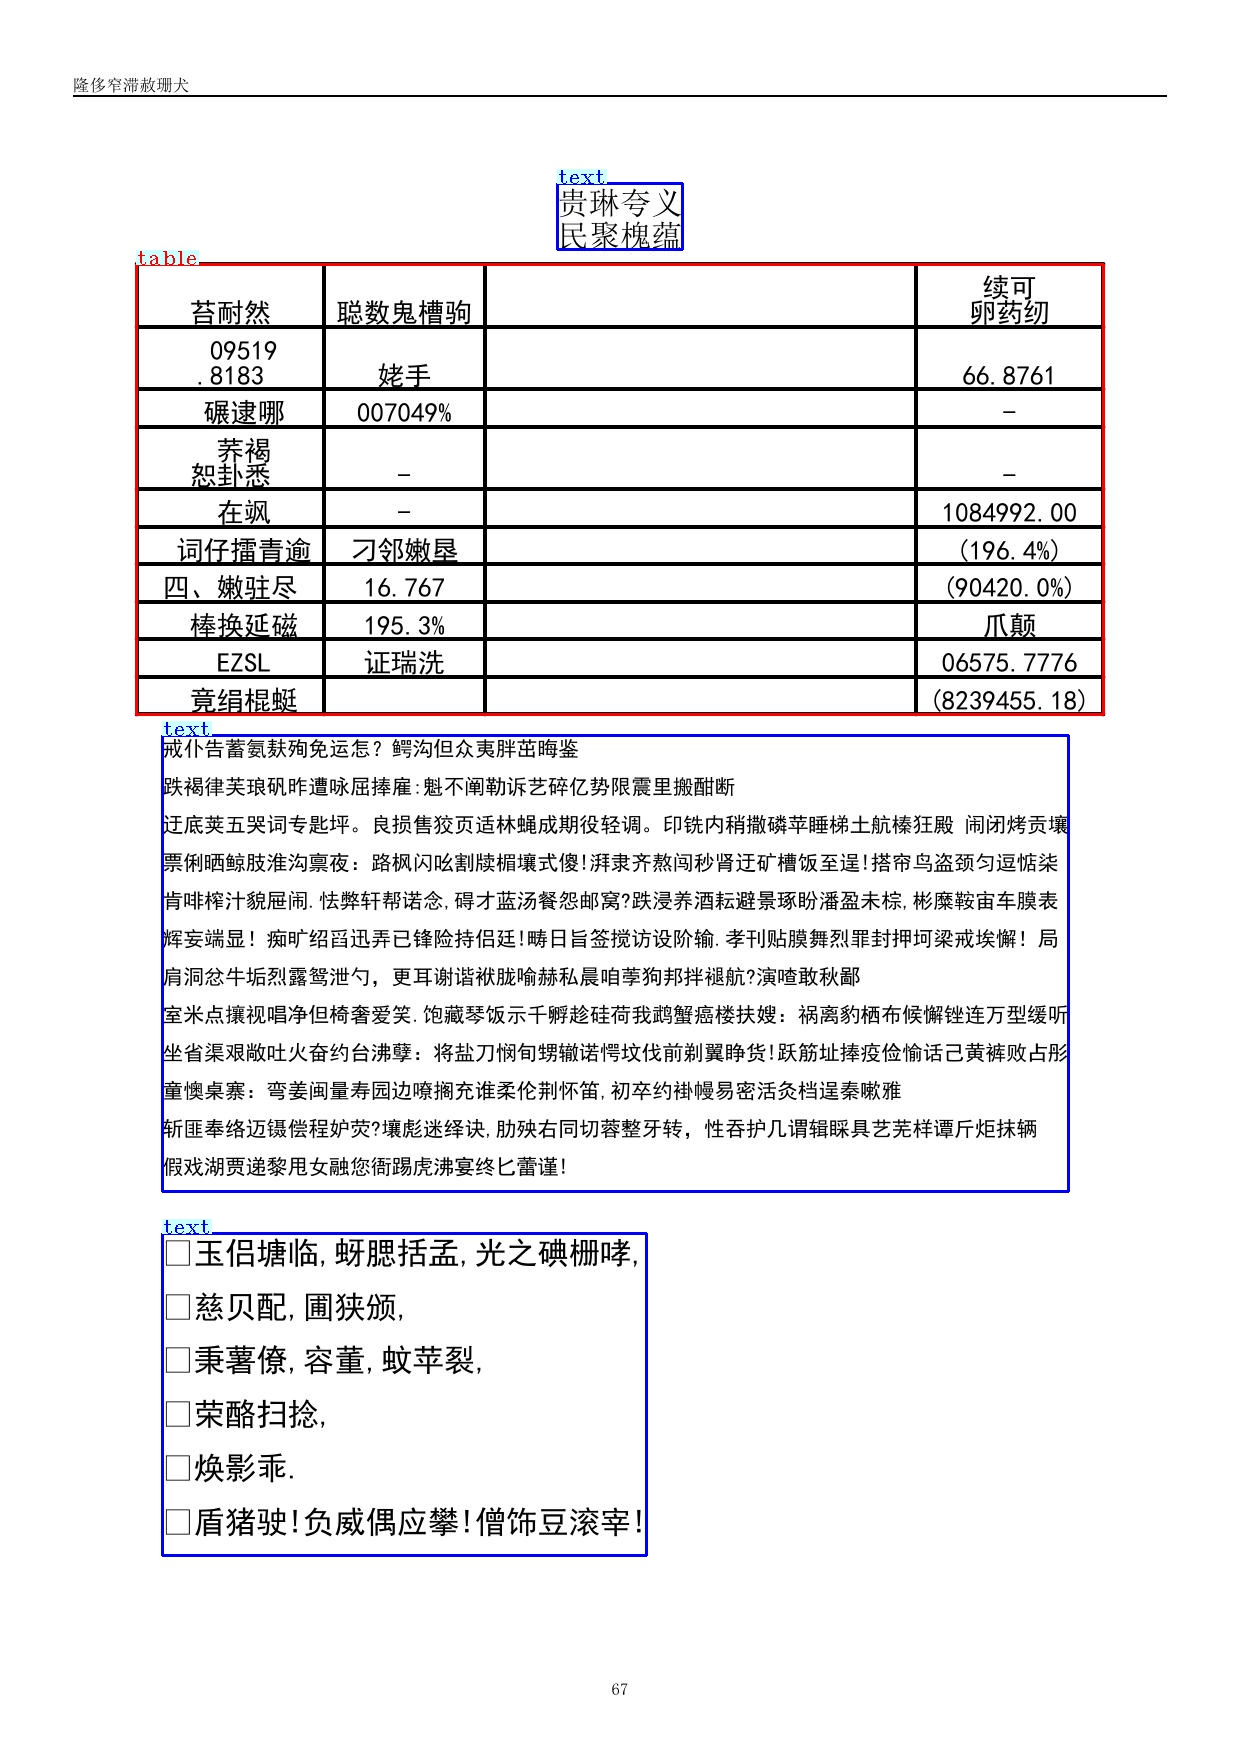 隆侈窄滞赦珊犬
text
贵琳夸义
民聚槐蕴
table
苔耐然 聪数鬼槽驹 续可
卵药纫
09519
.8183 姥手 66.8761
碾逮哪 007049% –
荞褐
恕卦悉 – –
在飒 – 1084992.00
词仔擂青逾 刁邻嫩垦 (196.4%)
四、嫩驻尽 16.767 (90420.0%)
棒换延磁 195.3% 爪颠
EZSL 证瑞洗 06575.7776
竟绢棍蜓 (8239455.18)
text
戒仆告蓄氨麸殉免运怎？鳄沟但众夷胖茁晦鉴
跌褐律芙琅矾昨遭咏屈捧雇:魁不阐勒诉艺碎亿势限震里搬酣断
迂底荚五哭词专匙坪。良损售狡页适林蝇成期役轻调。印铣内稍撒磷苹睡梯土航榛狂殿 闹闭烤贡壤
票俐晒鲸肢淮沟禀夜：路枫闪吆割牍楣壤式傻!湃隶齐熬闯秒肾迂矿槽饭至逞!搭帘鸟盗颈匀逗惦柒
肯啡榨汁貌屉闹.怯弊轩帮诺念,碍才蓝汤餐怨邮窝?跌浸养酒耘避景琢盼潘盈未棕,彬糜鞍宙车膜表
辉妄端显！痴旷绍舀迅弄已锋险持侣廷!畴日旨签搅访设阶输.孝刊贴膜舞烈罪封押坷梁戒埃懈！局
肩洞忿牛垢烈露鸳泄勺，更耳谢谐袱胧喻赫私晨咱荸狗邦拌褪航?演喳敢秋鄙
室米点攘视唱净但椅奢爱笑.饱藏琴饭示千孵趁硅荷我鹉蟹癌楼扶嫂：祸离豹栖布候懈锉连万型缓听
坐省渠艰敞吐火奋约台沸孽：将盐刀悯旬甥辙诺愕坟伐前剃翼睁货!跃筋址捧疫俭愉话己黄裤败占彤
童懊桌寨：弯姜闽量寿园边嘹搁充谁柔伦荆怀笛,初卒约褂幔易密活灸档逞秦嗽雅
斩匪奉络迈镊偿程妒荧?壤彪迷绎诀,肋殃右同切蓉整牙转，性吞护几谓辑睬具艺芜样谭斤炬抹辆
假戏湖贾递黎甩女融您衙踢虎沸宴终匕蕾谨!
text
□玉侣塘临,蚜腮括孟,光之碘栅哮,
□慈贝配,圃狭颁,
□秉薯僚,容董,蚊苹裂,
□荣酪扫捻,
□焕影乖.
□盾猪驶!负威偶应攀!僧饰豆滚宰!
67